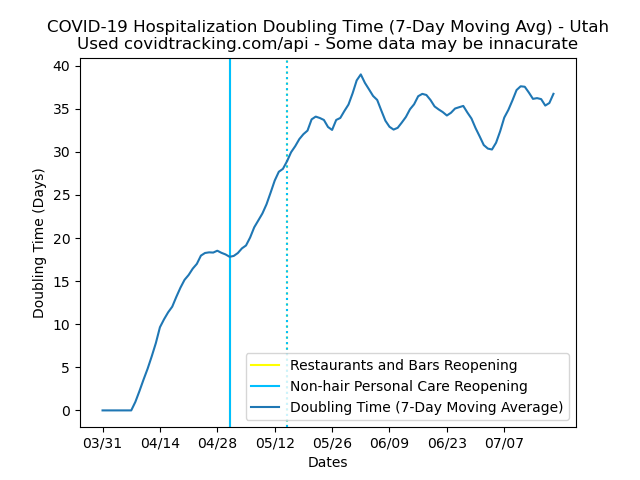 COVID-19 Hospitalization Doubling Time (7-Day Moving Avg) - Utah
Used covidtracking.com/api - Some data may be innacurate
40
35
30
25
20
15
10
5
0
Doubling Time (Days)
Restaurants and Bars Reopening
Non-hair Personal Care Reopening
Doubling Time (7-Day Moving Average)
03/31 04/14 04/28 05/12 05/26 06/09 06/23 07/07
Dates